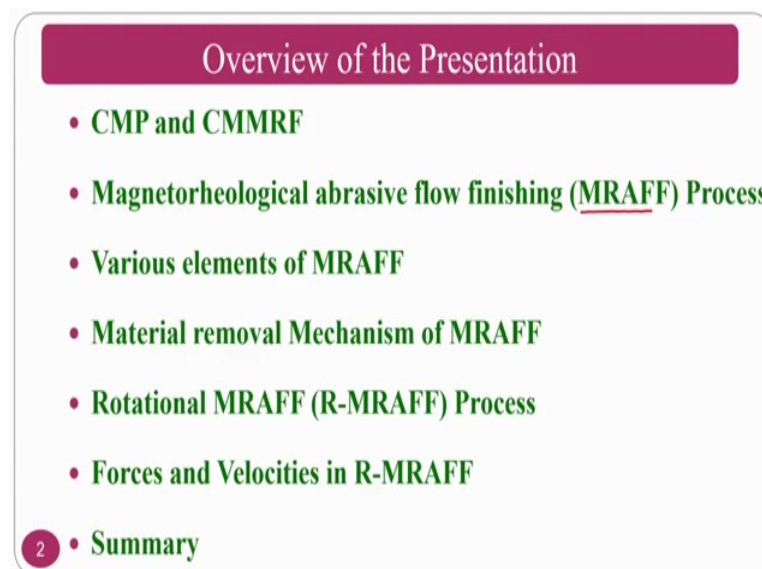 Overview of the Presentation
• CMP and CMMRF
• Magnetorheological abrasive flow finishing (MRAFF) Process
• Various elements of MRAFF
• Material removal Mechanism of MRAFF
• Rotational MRAFF (R-MRAFF) Process
• Forces and Velocities in R-MRAFF
• Summary
2